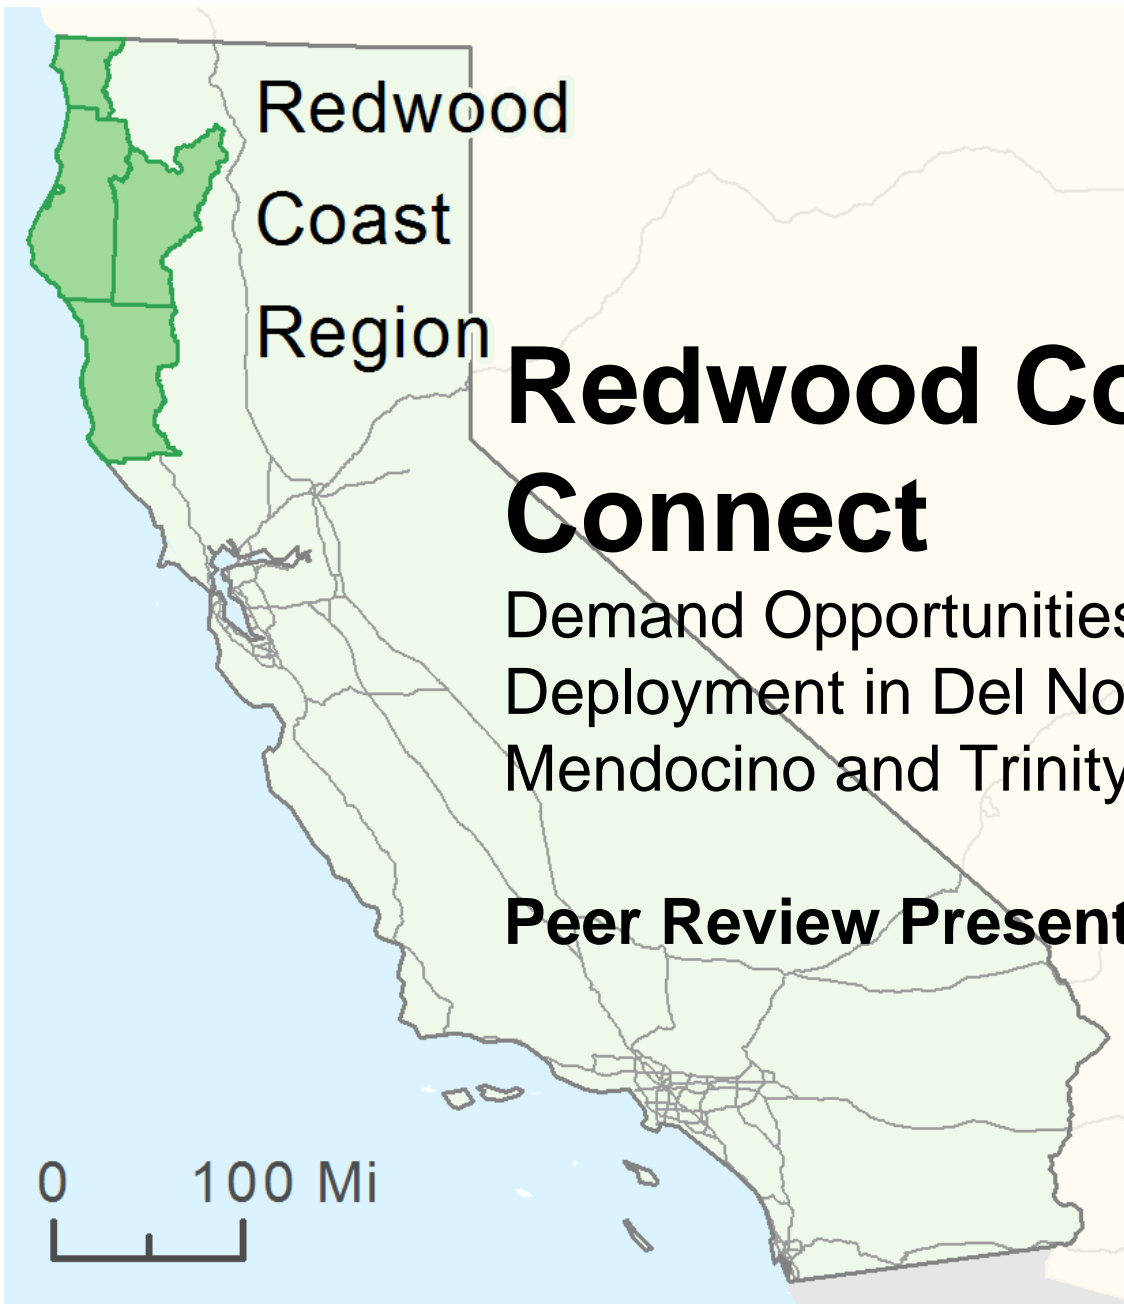 Redwood
Coast
Region
Redwood Co
Connect
Demand Opportunities
Deployment in Del No
Mendocino and Trinity
Peer Review Present
0 100 Mi